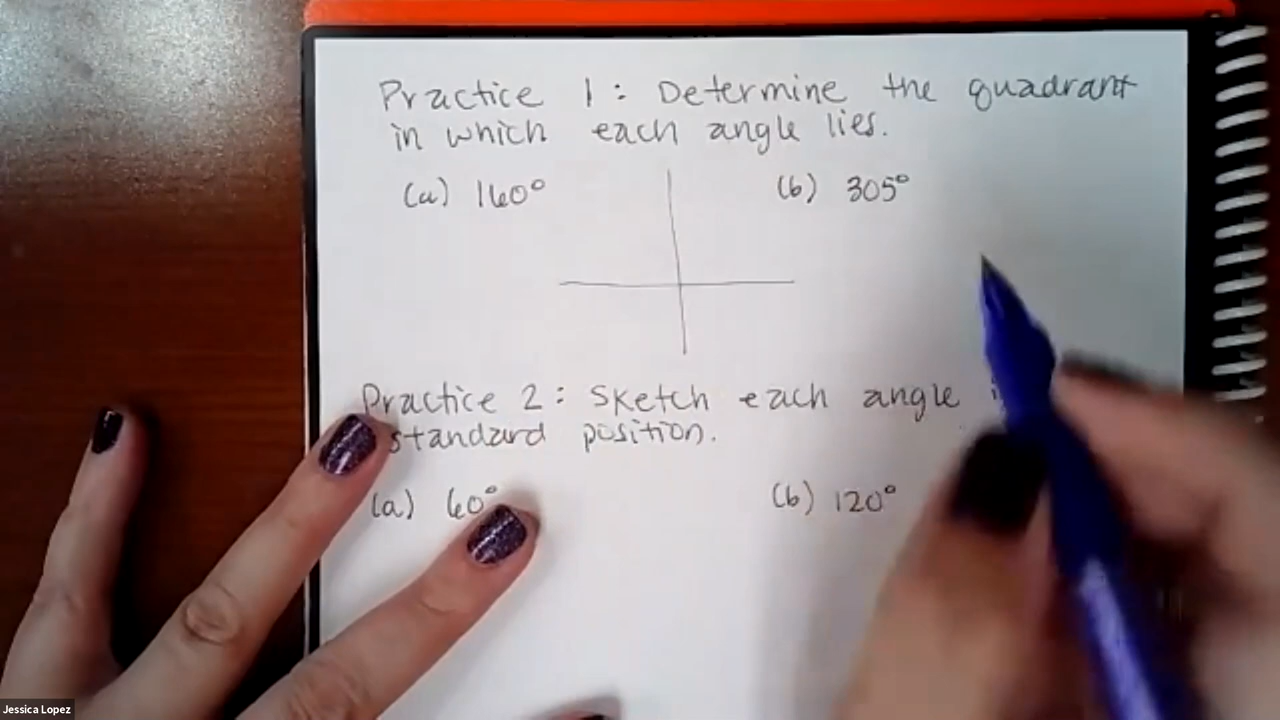 Practice 1: Determine the quadrant
in which each angle lies.
(a) 160°
(b) 305°
Practice 2: Sketch each angle
standard position.
(a) 60°
(b) 120°
Jessica Lopez